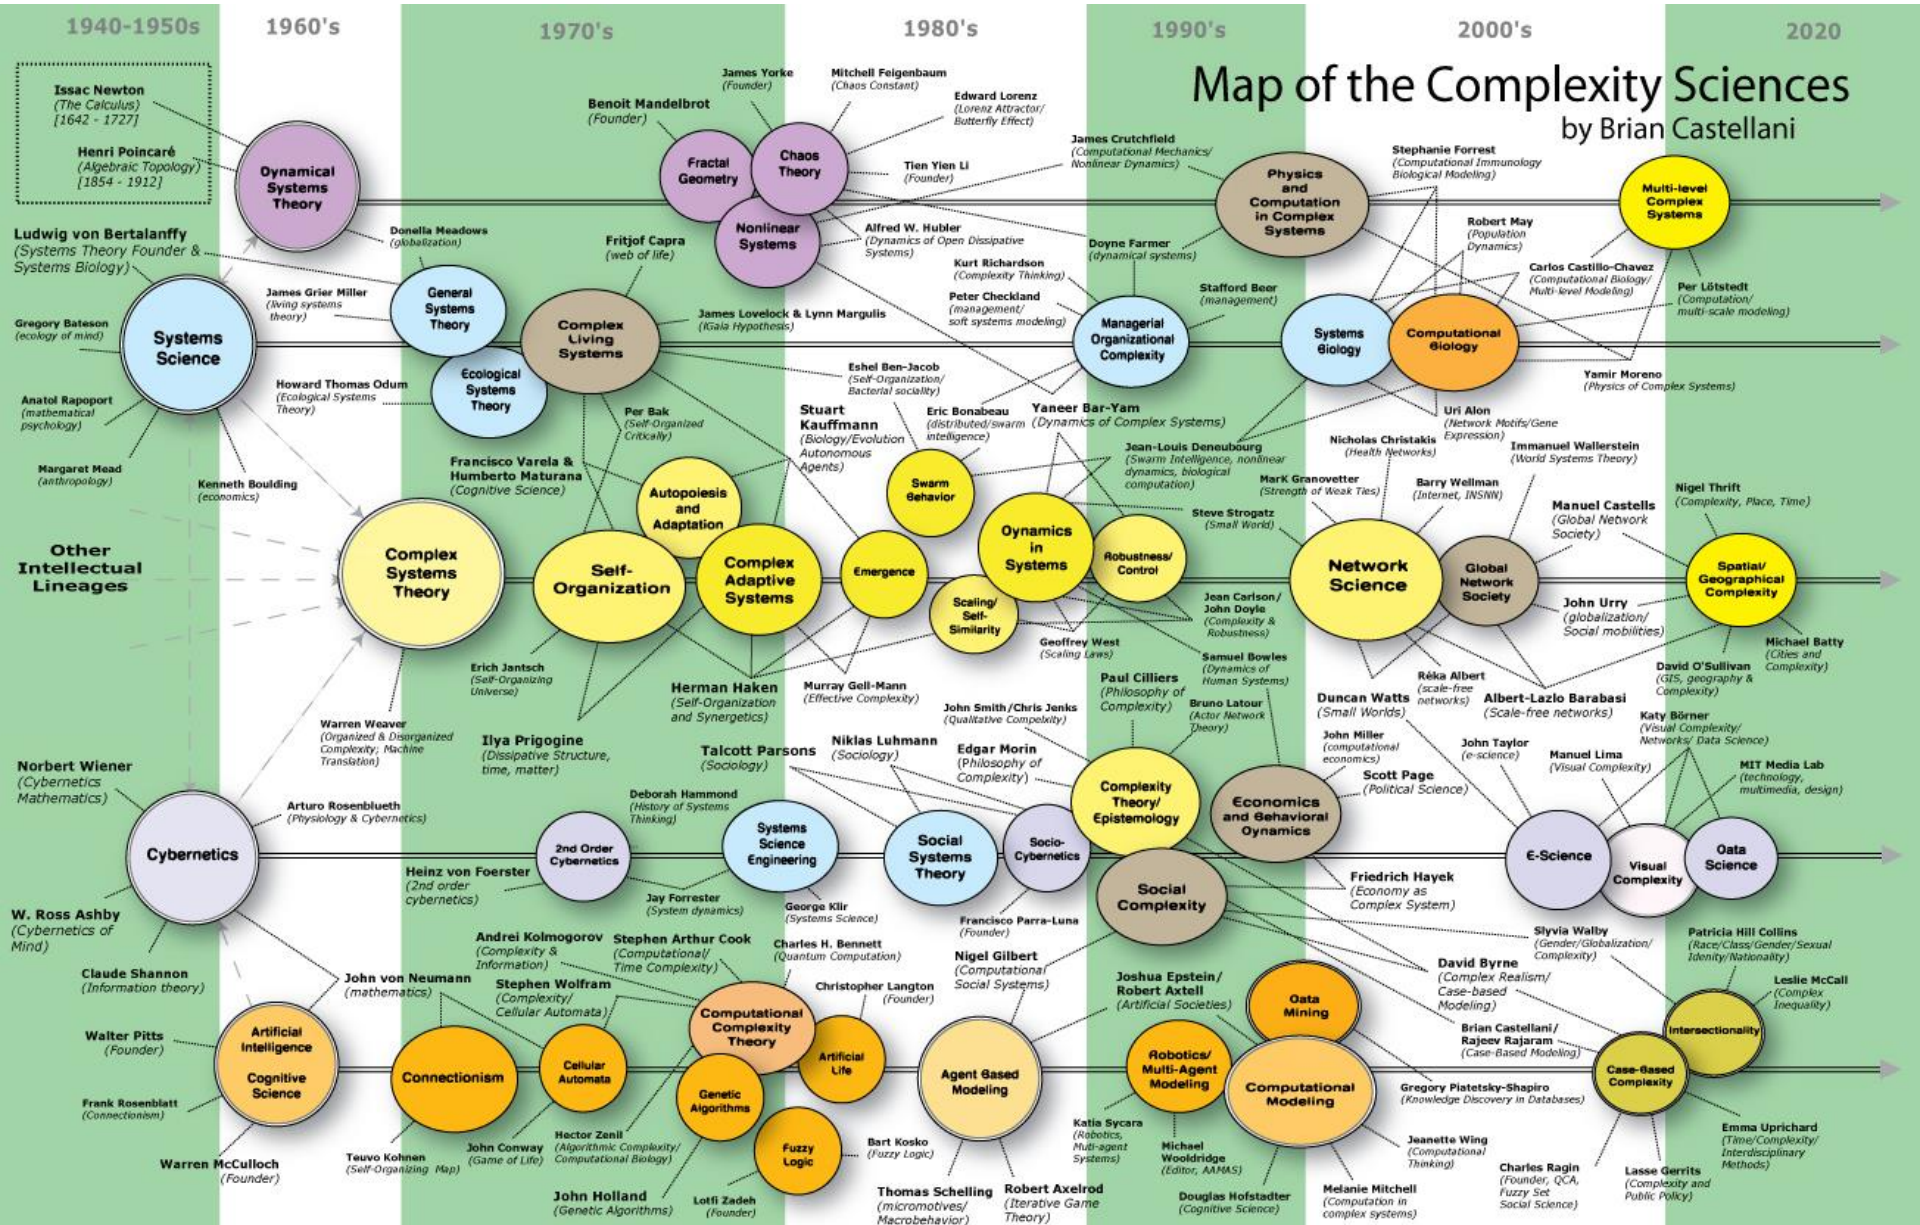 1940-1950s
1960's
1970's
1980's
1990's
2000's
2020
Map of the Complexity Sciences
by Brian Castellani
Issac Newton
(The Calculus)
[1642 - 1727]
Henri Poincaré
(Algebraic Topology)
[1854 - 1912]
Dynamical
Systems
Theory
Benoit Mandelbrot
(Founder)
James Yorke
(Founder)
Mitchell Feigenbaum
(Chaos Constant)
Edward Lorenz
(Lorenz Attractor/
Butterfly Effect)
Fractal
Geometry
Chaos
Theory
Nonlinear
Systems
Tien Yien Li
(Founder)
Alfred W. Hubler
(Dynamics of Open Dissipative
Systems)
James Crutchfield
(Computational Mechanics/
Nonlinear Dynamics)
Doyne Farmer
(dynamical systems)
Physics
and
Computation
in Complex
Systems
Stephanie Forrest
(Computational Immunology
Biological Modeling)
Robert May
(Population
Dynamics)
Multi-level
Complex
Systems
Carlos Castillo-Chavez
(Computational Biology/
Multi-level Modeling)
Per Lötstedt
(Computation/
multi-scale modeling)
Ludwig von Bertalanffy
(Systems Theory Founder &
Systems Biology)
Donella Meadows
(globalization)
Fritjof Capra
(web of life)
James Grier Miller
(living systems
theory)
General
Systems
Theory
Gregory Bateson
(ecology of mind)
Systems
Science
Complex
Living
Systems
James Lovelock & Lynn Margulis
(IGaia Hypothesis)
Kurt Richardson
(Complexity Thinking)
Peter Checkland
(management/
soft systems modeling)
Stafford Beer
(management)
Managerial
Organizational
Complexity
Systems
Biology
Computational
Biology
Yamir Moreno
(Physics of Complex Systems)
Ecological
Systems
Theory
Howard Thomas Odum
(Ecological Systems
Theory)
Anatol Rapoport
(mathematical
psychology)
Margaret Mead
(anthropology)
Kenneth Boulding
(economics)
Per Bak
(Self-Organized
Critically)
Eshel Ben-Jacob
(Self-Organization/
Bacterial sociality)
Stuart
Kauffmann
(Biology/Evolution
Autonomous
Agents)
Eric Bonabeau
(distributed/swarm
intelligence)
Yaneer Bar-Yam
(Dynamics of Complex Systems)
Jean-Louis Deneubourg
(Swarm Intelligence, nonlinear
dynamics, biological
computation)
Uri Alon
(Network Motifs/Gene
Expression)
Nicholas Christakis
(Health Networks)
Immanuel Wallerstein
(World Systems Theory)
MarK Granovetter
(Strength of Weak Ties)
Barry Wellman
(Internet, INSNN)
Manuel Castells
(Global Network
Society)
Nigel Thrift
(Complexity, Place, Time)
Steve Strogatz
(Small World)
Francisco Varela &
Humberto Maturana
(Cognitive Science)
Autopoiesis
and
Adaptation
Swarm
Behavior
Other
Intellectual
Lineages
Complex
Systems
Theory
Self-
Organization
Complex
Adaptive
Systems
Emergence
Dynamics
in
Systems
Robustness/
Control
Scaling/
Self-
Similarity
Network
Science
Global
Network
Society
Spatial/
Geographical
Complexity
Jean Carlson/
John Doyle
(Complexity &
Robustness)
John Urry
(globalization/
Social mobilities)
Geoffrey West
(Scaling Laws)
Samuel Bowles
(Dynamics of
Human Systems)
Michael Batty
(Cities and
Complexity)
David O'Sullivan
(GIS, geography &
Complexity)
Erich Jantsch
(Self-Organizing
Universe)
Herman Haken
(Self-Organization
and Synergetics)
Murray Gell-Mann
(Effective Complexity)
Duncan Watts
(Small Worlds)
Réka Albert
(scale-free
networks)
Albert-Lazlo Barabasi
(Scale-free networks)
Warren Weaver
(Organized & Disorganized
Complexity; Machine
Translation)
Ilya Prigogine
(Dissipative Structure,
time, matter)
Talcott Parsons
(Sociology)
Niklas Luhmann
(Sociology)
John Smith/Chris Jenks
(Qualitative Compelxity)
Edgar Morin
(Philosophy of
Complexity)
Paul Cilliers
(Philosophy of
Complexity)
Bruno Latour
(Actor Network
Theory)
John Miller
(computational
economics)
Scott Page
(Political Science)
John Taylor
(e-science)
Manuel Lima
(Visual Complexity)
Katy Börner
(Visual Complexity/
Networks/ Data Science)
MIT Media Lab
(technology,
multimedia, design)
Norbert Wiener
(Cybernetics
Mathematics)
Arturo Rosenblueth
(Physiology & Cybernetics)
Deborah Hammond
(History of Systems
Thinking)
Cybernetics
2nd Order
Cybernetics
Systems
Science
Engineering
Social
Systems
Theory
Socio-
Cybernetics
Complexity
Theory/
Epistemology
Economics
and Behavioral
Dynamics
Social
Complexity
E-Science
Visual
Complexity
Data
Science
Heinz von Foerster
(2nd order
cybernetics)
Jay Forrester
(System dynamics)
George Klir
(Systems Science)
Francisco Parra-Luna
(Founder)
Friedrich Hayek
(Economy as
Complex System)
W. Ross Ashby
(Cybernetics of
Mind)
Claude Shannon
(Information theory)
John von Neumann
(mathematics)
Andrei Kolmogorov
(Complexity &
Information)
Stephen Arthur Cook
(Computational/
Time Complexity)
Charles H. Bennett
(Quantum Computation)
Stephen Wolfram
(Complexity/
Cellular Automata)
Christopher Langton
(Founder)
Nigel Gilbert
(Computational
Social Systems)
Joshua Epstein/
Robert Axtell
(Artificial Societies)
David Byrne
(Complex Realism/
Case-based
Modeling)
Slyvia Walby
(Gender/Globalization/
Complexity)
Patricia Hill Collins
(Race/Class/Gender/Sexual
Idenity/Nationality)
Leslie McCall
(Complex
Inequality)
Brian Castellani/
Rajeev Rajaram
(Case-Based Modeling)
Walter Pitts
(Founder)
Artificial
Intelligence
Cognitive
Science
Connectionism
Cellular
Automata
Computational
Complexity
Theory
Genetic
Algorithms
Artificial
Life
Fuzzy
Logic
Agent Based
Modeling
Robotics/
Multi-Agent
Modeling
Data
Mining
Computational
Modeling
Case-Based
Complexity
Intersectionality
Frank Rosenblatt
(Connectionism)
Warren McCulloch
(Founder)
Teuvo Kohnen
(Self-Organizing Map)
John Conway
(Game of Life)
Hector Zenil
(Algorithmic Complexity/
Computational Biology)
John Holland
(Genetic Algorithms)
Lotfi Zadeh
(Founder)
Bart Kosko
(Fuzzy Logic)
Thomas Schelling
(micromotives/
Macrobehavior)
Robert Axelrod
(Iterative Game
Theory)
Katia Sycara
(Robotics,
Muti-agent
Systems)
Michael
Wooldridge
(Editor, AAMAS)
Douglas Hofstadter
(Cognitive Science)
Melanie Mitchell
(Computation in
complex systems)
Jeanette Wing
(Computational
Thinking)
Gregory Piatetsky-Shapiro
(Knowledge Discovery in Databases)
Charles Ragin
(Founder, QCA,
Fuzzy Set
Social Science)
Lasse Gerrits
(Complexity and
Public Policy)
Emma Uprichard
(Time/Complexity/
Interdisciplinary
Methods)